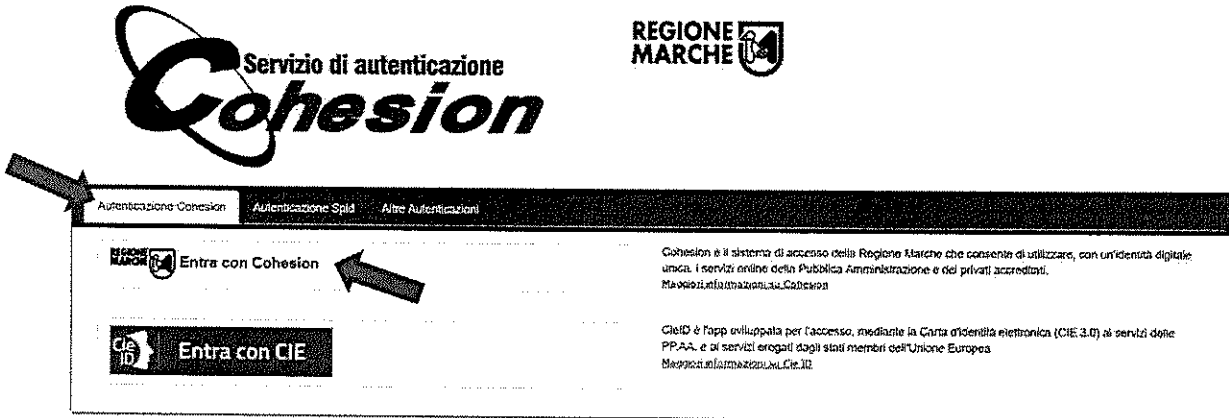 Servizio di autenticazione
Cohesion
REGIONE
MARCHE
Autenticazione Cohesion
Autenticazione Spid
Altre Autenticazioni
REGIONE
MARCHE
Entra con Cohesion
Cohesion è il sistema di accesso della Regione Marche che consente di utilizzare, con un'identità digitale
unica, i servizi online della Pubblica Amministrazione e dei privati accreditati.
Maggiori informazioni su Cohesion
Cie
ID
Entra con CIE
CieID è l'app sviluppata per l'accesso, mediante la Carta d'identità elettronica (CIE 3.0) ai servizi delle
PP.AA. e ai servizi erogati dagli stati membri dell'Unione Europea
Maggiori informazioni su Cie ID